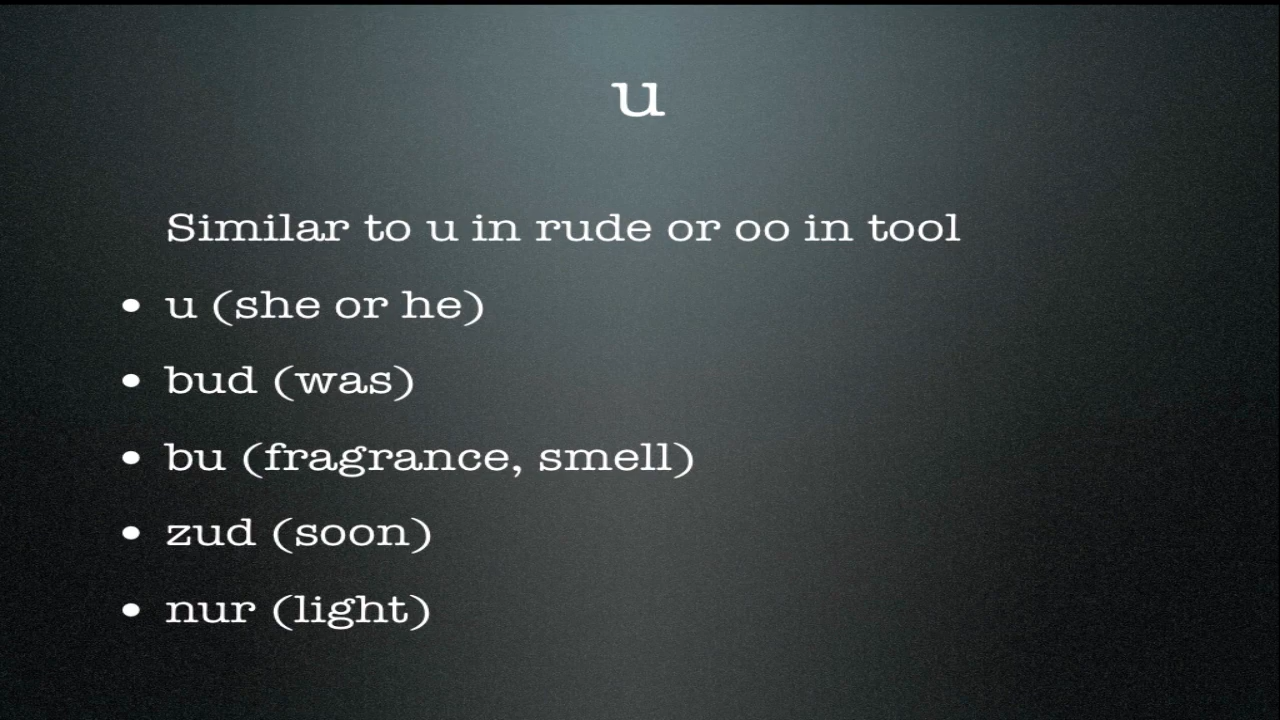 u
Similar to u in rude or oo in tool
• u (she or he)
• bud (was)
• bu (fragrance, smell)
• zud (soon)
• nur (light)